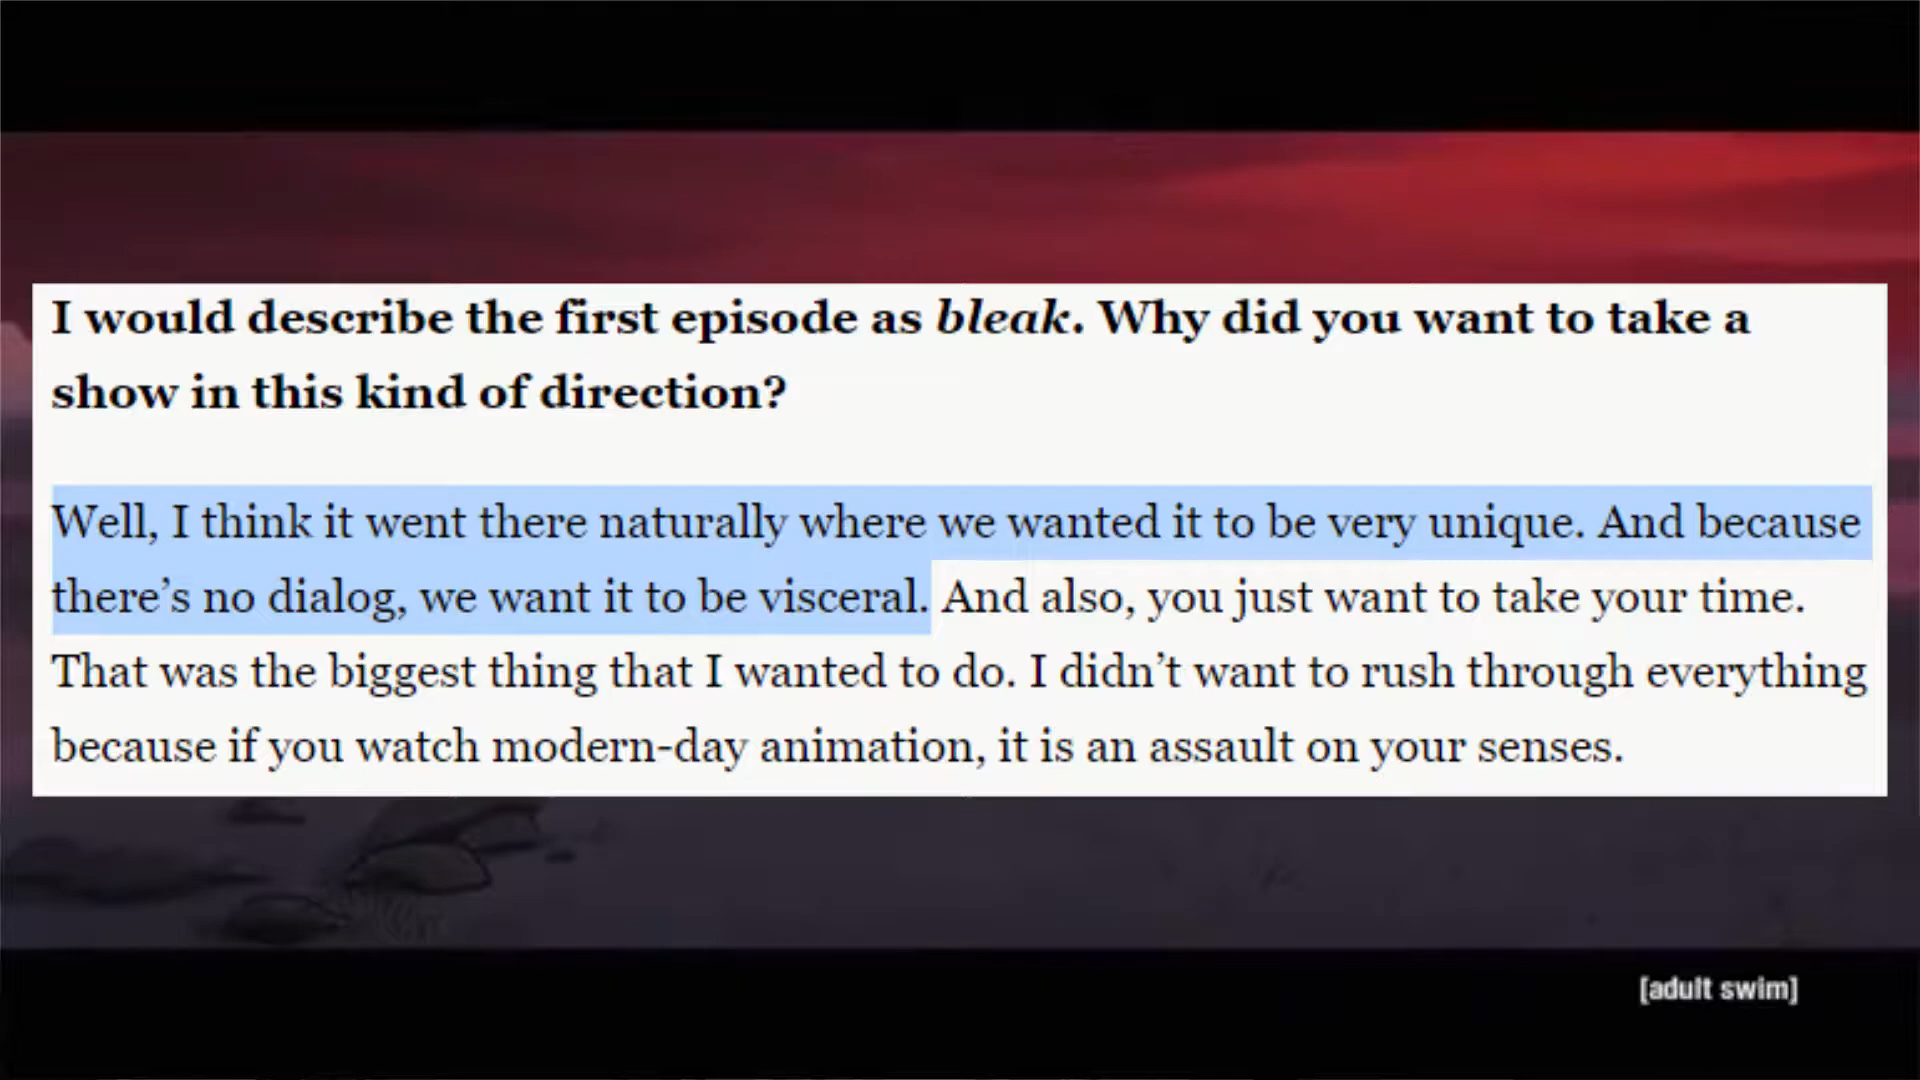 I would describe the first episode as bleak. Why did you want to take a
show in this kind of direction?
Well, I think it went there naturally where we wanted it to be very unique. And because
there’s no dialog, we want it to be visceral. And also, you just want to take your time.
That was the biggest thing that I wanted to do. I didn’t want to rush through everything
because if you watch modern-day animation, it is an assault on your senses.
[adult swim]